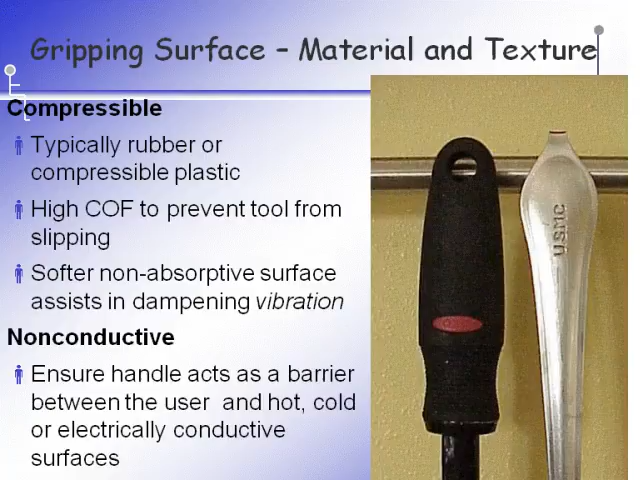 Gripping Surface – Material and Texture
Compressible
Typically rubber or
compressible plastic
High COF to prevent tool from
slipping
Softer non-absorptive surface
assists in dampening vibration
Nonconductive
Ensure handle acts as a barrier
between the user and hot, cold
or electrically conductive
surfaces
U.S.M.C